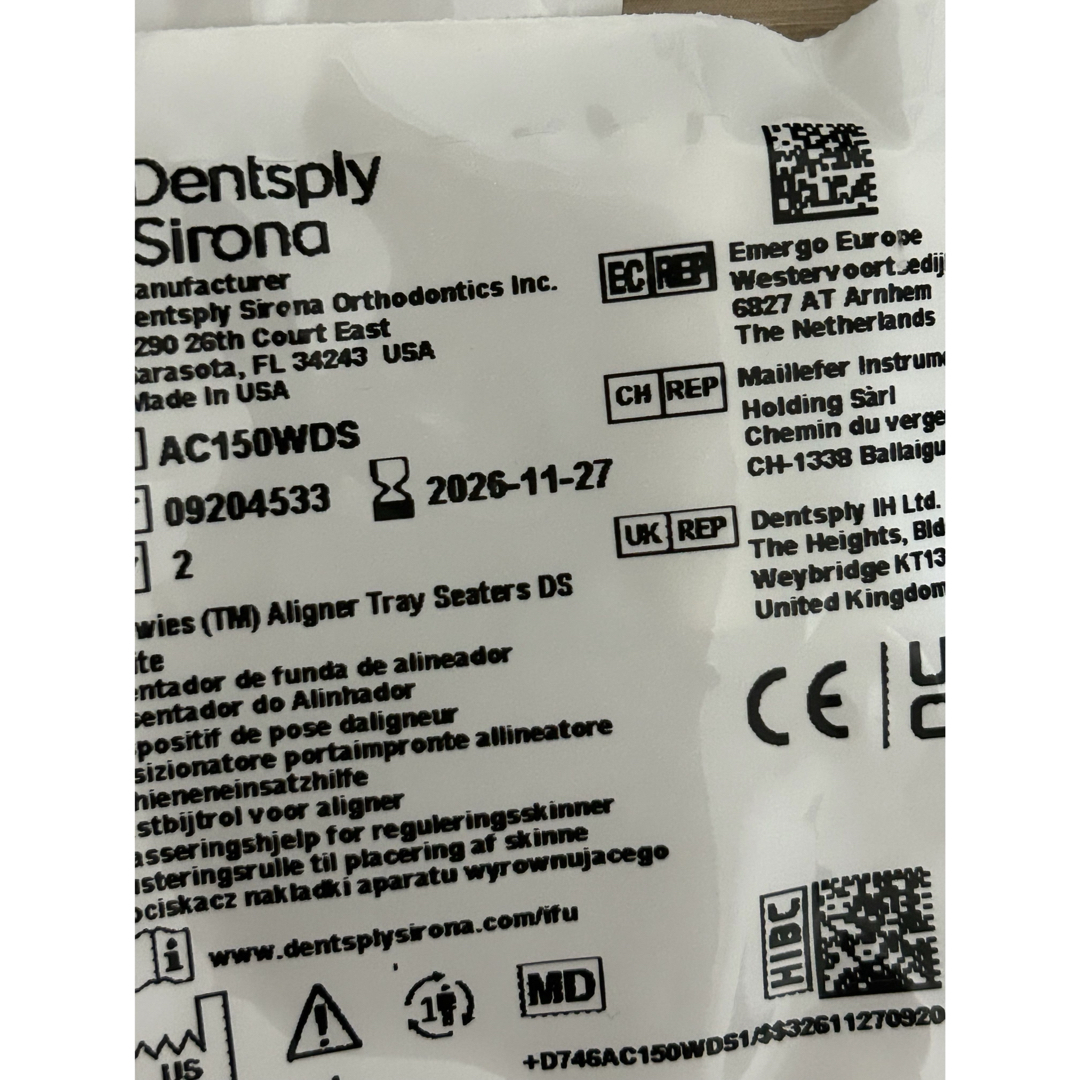 Dentsply
Sirona
anufacturer
entsply Sirona Orthodontics Inc.
290 26th Court East
arasota, FL 34243 USA
Made In USA
AC150WDS
09204533
2026-11-27
2
wies (TM) Aligner Tray Seaters DS
ite
entador de funda de alineador
sentador do Alinhador
positif de pose daligneur
sizionatore portaimpronte allineatore
hieneneinsatzhilfe
stbijtrol voor aligner
asseringshjelp for reguleringsskinner
usteringsrulle til placering af skinne
ociskacz nakladki aparatu wyrownujacego
www.dentsplysirona.com/ifu
US
1
MD
EC REP
Emergo Europe
6827 AT Arnhem
The Netherlands
CH REP
Maillefer Instrum
Holding Sàrl
Chemin du verge
CH-1338 Ballaigu
UK REP
Dentsply IH Ltd.
The Heights, Bld
Weybridge KT13
United Kingdom
CE
HIBC
+D746AC150WDS1/$$32611270920